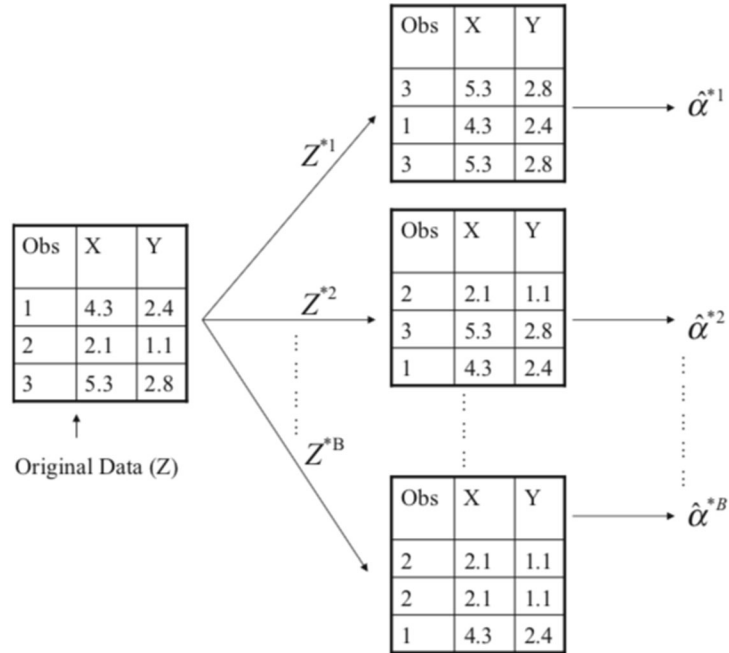 Obs X Y
3 5.3 2.8
1 4.3 2.4
3 5.3 2.8
α̂*1
Z*1
Obs X Y
1 4.3 2.4
2 2.1 1.1
3 5.3 2.8
Original Data (Z)
Z*2
Obs X Y
2 2.1 1.1
3 5.3 2.8
1 4.3 2.4
α̂*2
Z*B
Obs X Y
2 2.1 1.1
2 2.1 1.1
1 4.3 2.4
α̂*B